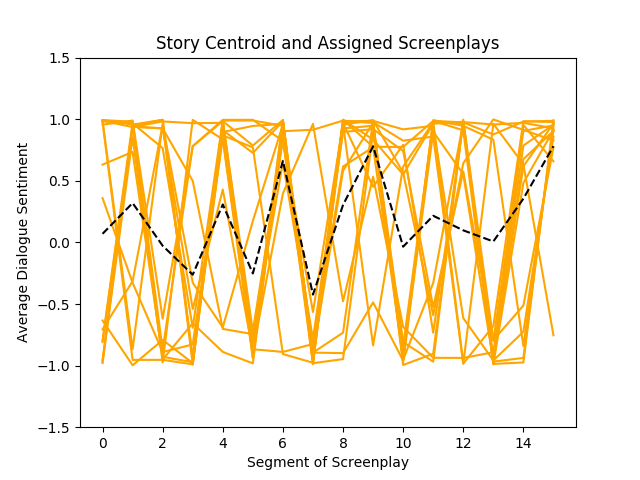 Story Centroid and Assigned Screenplays
1.5
1.0
0.5
0.0
−0.5
−1.0
−1.5
Average Dialogue Sentiment
0 2 4 6 8 10 12 14
Segment of Screenplay